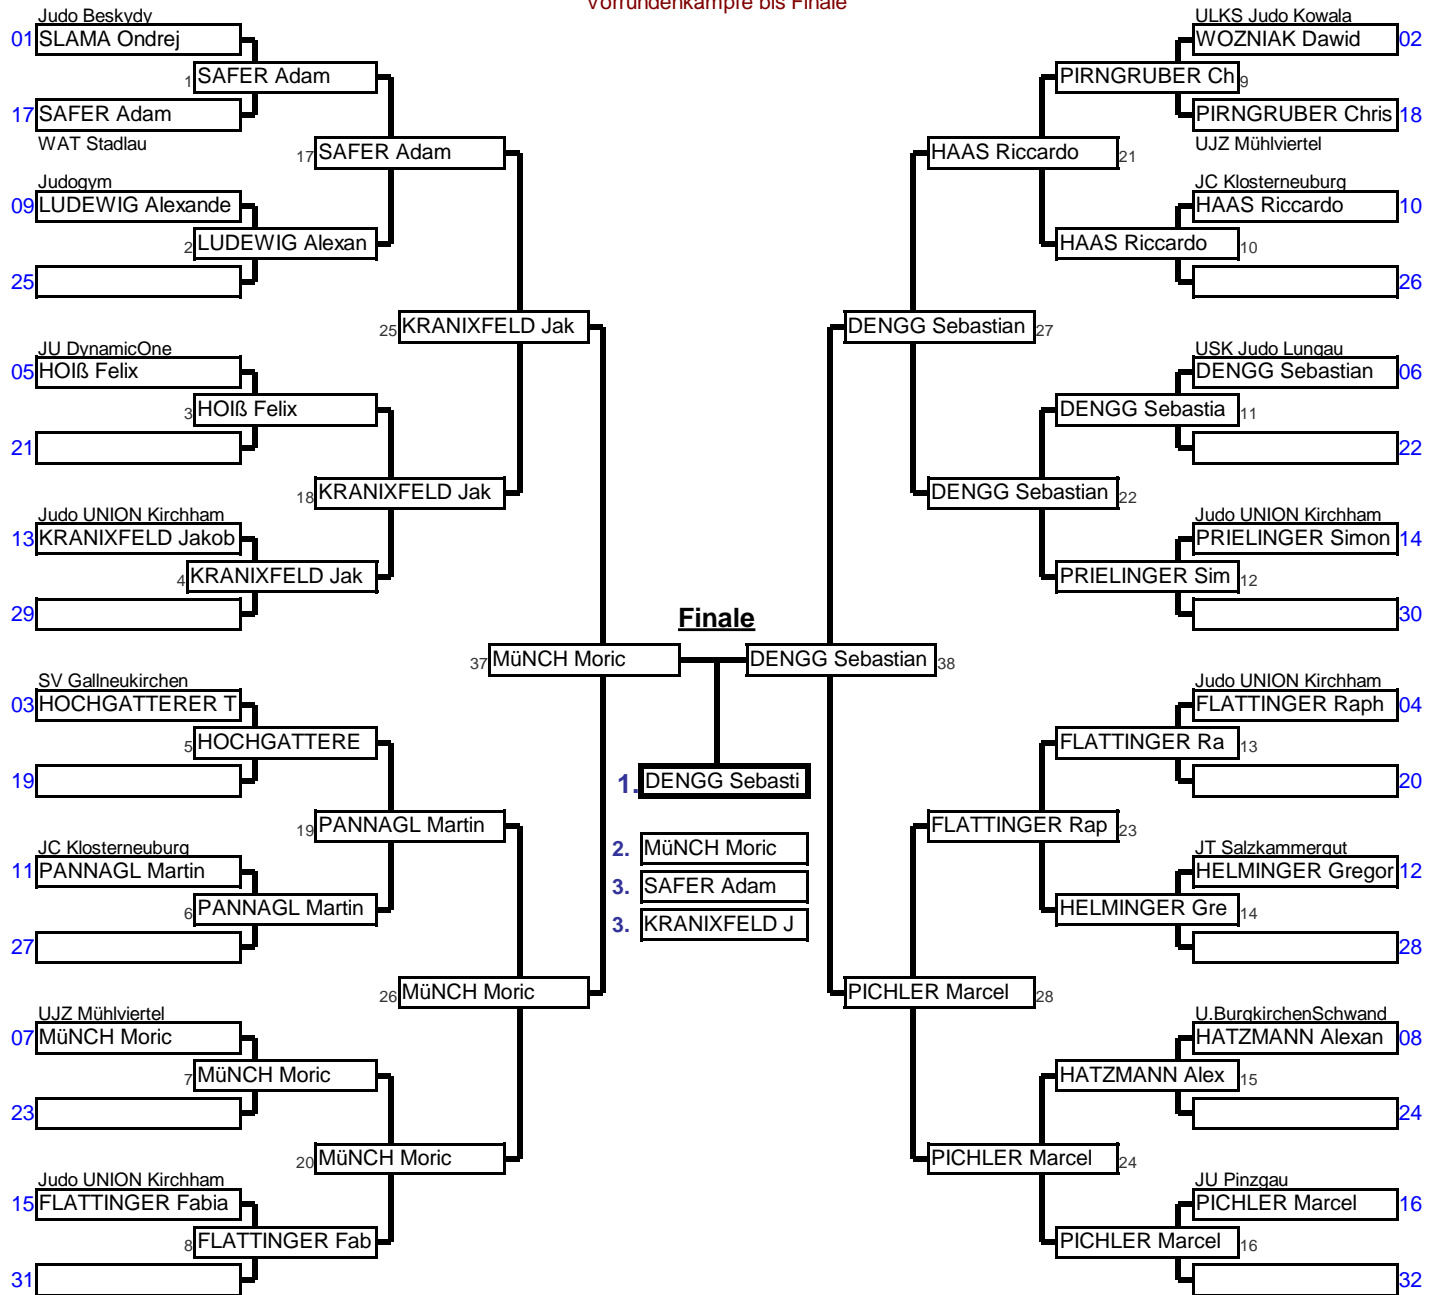 Vorrundenkämpfe bis Finale
Judo Beskydy
01 SLAMA Ondrej
1 SAFER Adam
17 SAFER Adam
WAT Stadlau
17 SAFER Adam
Judogym
09 LUDEWIG Alexande
2 LUDEWIG Alexan
25
25 KRANIXFELD Jak
JU DynamicOne
05 HOIß Felix
3 HOIß Felix
21
18 KRANIXFELD Jak
Judo UNION Kirchham
13 KRANIXFELD Jakob
4 KRANIXFELD Jak
29
37 MüNCH Moric
SV Gallneukirchen
03 HOCHGATTERER T
5 HOCHGATTERE
19
19 PANNAGL Martin
JC Klosterneuburg
11 PANNAGL Martin
6 PANNAGL Martin
27
26 MüNCH Moric
UJZ Mühlviertel
07 MüNCH Moric
7 MüNCH Moric
23
20 MüNCH Moric
Judo UNION Kirchham
15 FLATTINGER Fabia
8 FLATTINGER Fab
31
Finale
1. DENGG Sebasti
2. MüNCH Moric
3. SAFER Adam
3. KRANIXFELD J
ULKS Judo Kowala
WOZNIAK Dawid 02
PIRNGRUBER Ch 9
PIRNGRUBER Chris 18
UJZ Mühlviertel
HAAS Riccardo 21
JC Klosterneuburg
HAAS Riccardo 10
HAAS Riccardo 10
26
DENGG Sebastian 27
USK Judo Lungau
DENGG Sebastian 06
DENGG Sebastia 11
22
DENGG Sebastian 22
Judo UNION Kirchham
PRIELINGER Simon 14
PRIELINGER Sim 12
30
DENGG Sebastian 38
Judo UNION Kirchham
FLATTINGER Raph 04
FLATTINGER Ra 13
20
FLATTINGER Rap 23
JT Salzkammergut
HELMINGER Gregor 12
HELMINGER Gre 14
28
PICHLER Marcel 28
U.BurgkirchenSchwand
HATZMANN Alexan 08
HATZMANN Alex 15
24
PICHLER Marcel 24
JU Pinzgau
PICHLER Marcel 16
PICHLER Marcel 16
32